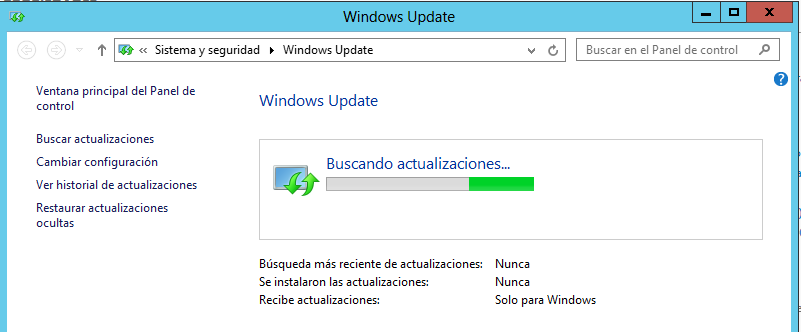 Windows Update
« Sistema y seguridad Windows Update
Buscar en el Panel de control
Ventana principal del Panel de
control
Buscar actualizaciones
Cambiar configuración
Ver historial de actualizaciones
Restaurar actualizaciones
ocultas
Windows Update
Buscando actualizaciones...
Búsqueda más reciente de actualizaciones: Nunca
Se instalaron las actualizaciones: Nunca
Recibe actualizaciones: Solo para Windows